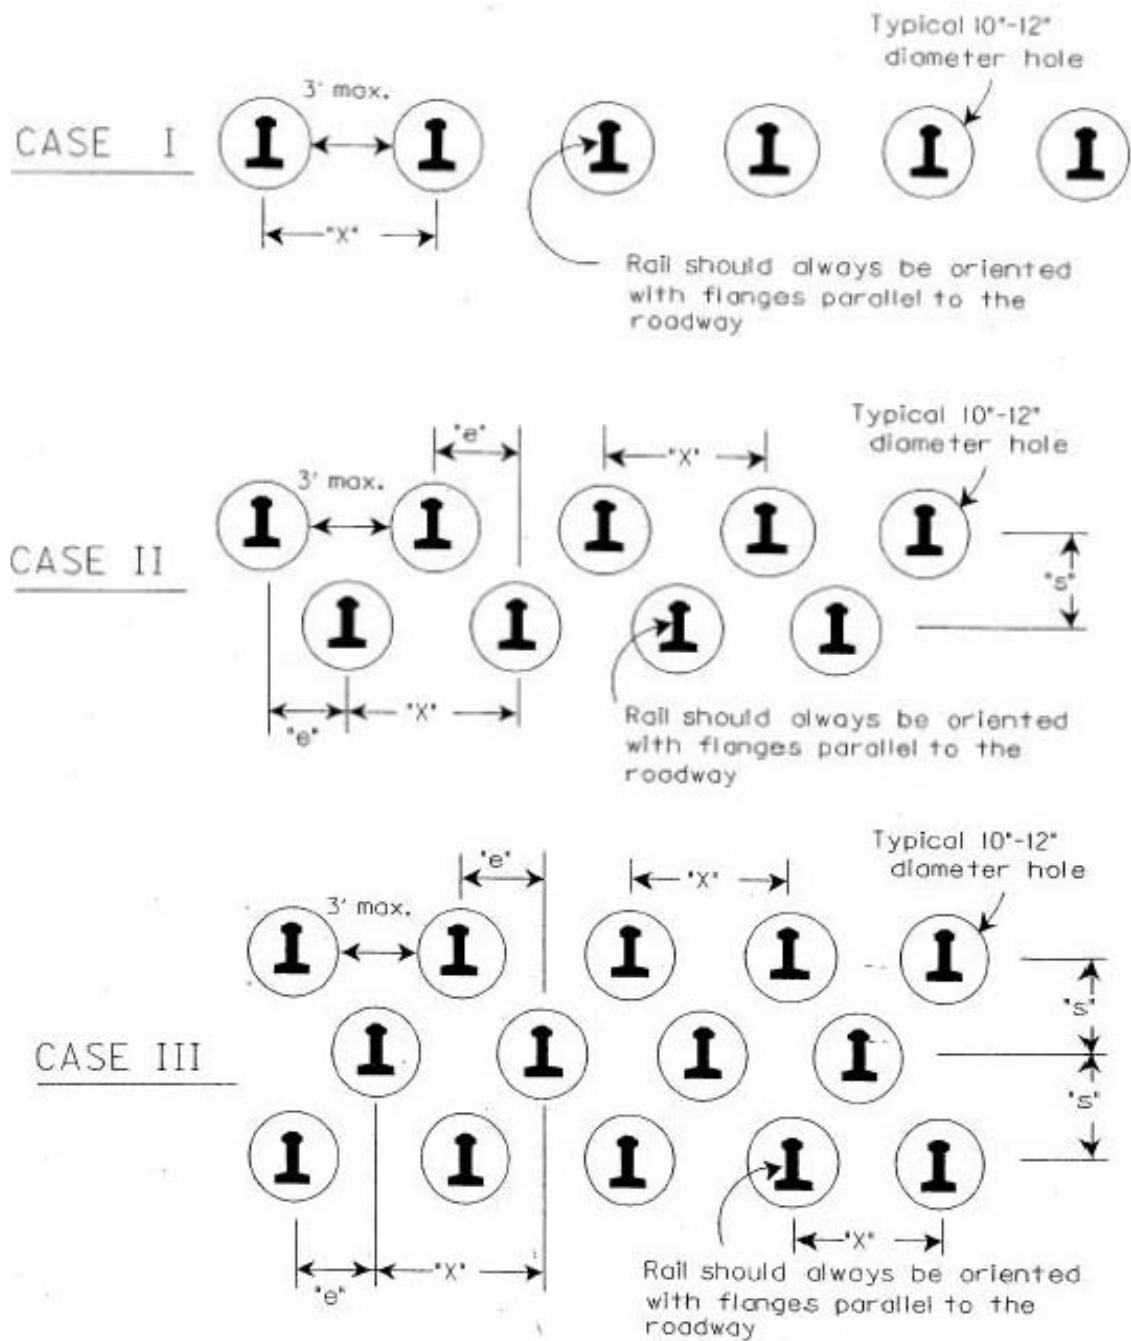 Typical 10"-12"
diameter hole
3' max.
CASE I
"X"
Rail should always be oriented
with flanges parallel to the
roadway
Typical 10"-12"
diameter hole
"e"
"X"
3' max.
CASE II
"s"
"X"
"e"
Rail should always be oriented
with flanges parallel to the
roadway
Typical 10"-12"
diameter hole
"e"
"X"
3' max.
"s"
CASE III
"s"
"X"
"X"
"e"
Rail should always be oriented
with flanges parallel to the
roadway